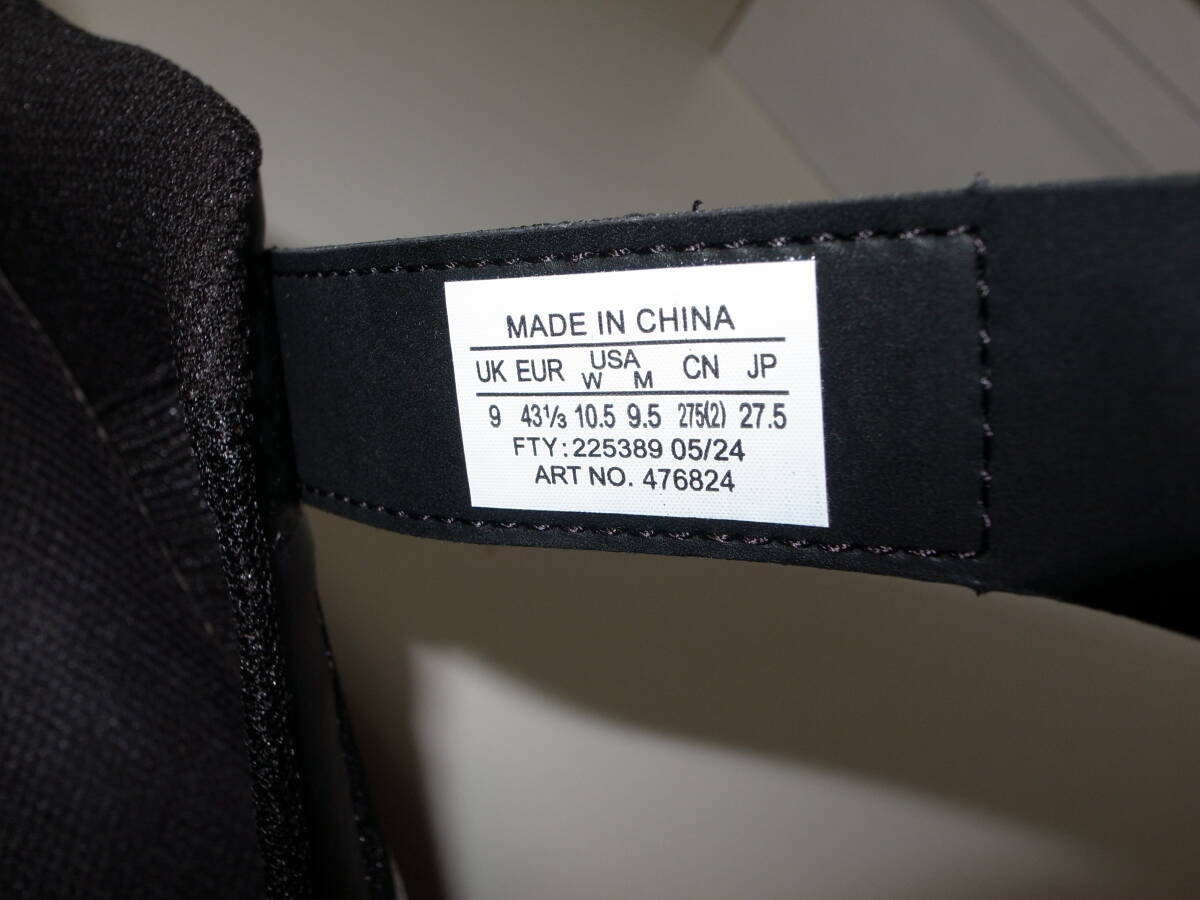 MADE IN CHINA
UK EUR USA W M CN JP
9 43⅓ 10.5 9.5 275(2) 27.5
FTY: 225389 05/24
ART NO. 476824